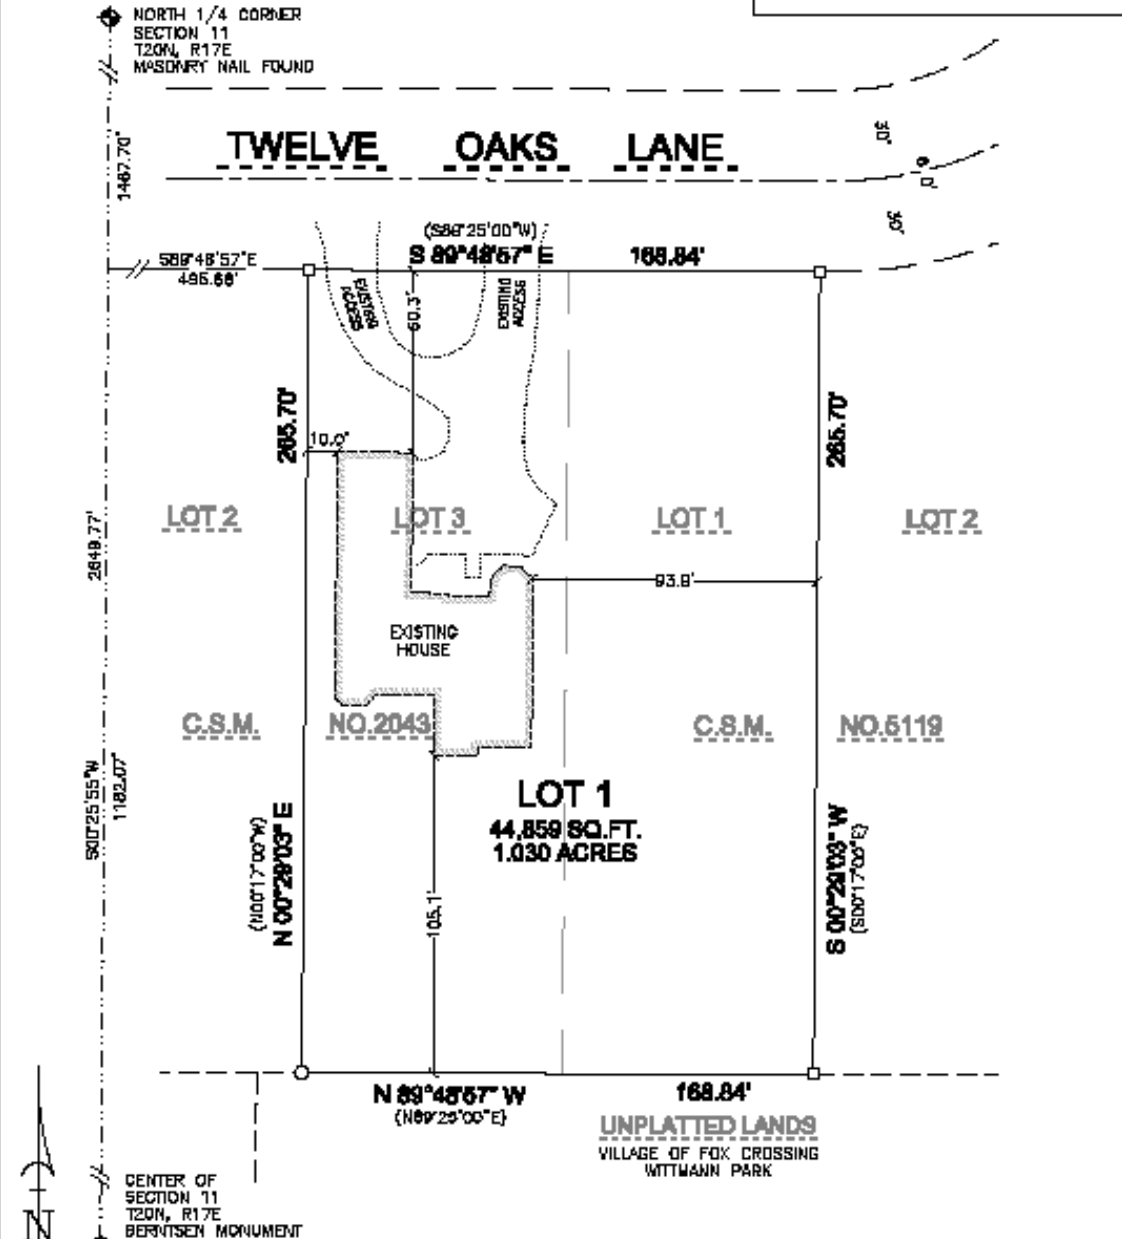 NORTH 1/4 CORNER
SECTION 11
T20N, R17E
MASONRY NAIL FOUND
1467.70'
TWELVE OAKS LANE
30'
30'
(S89°25'00"W)
S 89°48'57" E 168.84'
S89°48'57"E
495.68'
EXISTING
ACCESS
EXISTING
ACCESS
60.3'
265.70'
265.70'
10.0'
LOT 2
LOT 3
LOT 1
LOT 2
2649.77'
93.9'
EXISTING
HOUSE
C.S.M. NO.2043
C.S.M. NO.5119
LOT 1
44,859 SQ.FT.
1.030 ACRES
S00°25'55"W
1182.07'
(N00°17'00"W)
N 00°29'03" E
S 00°29'03" W
(S00°17'00"E)
105.1'
N 89°48'57" W 168.84'
(N89°25'00"E)
UNPLATTED LANDS
VILLAGE OF FOX CROSSING
WITTMANN PARK
CENTER OF
SECTION 11
T20N, R17E
BERNTSEN MONUMENT
N